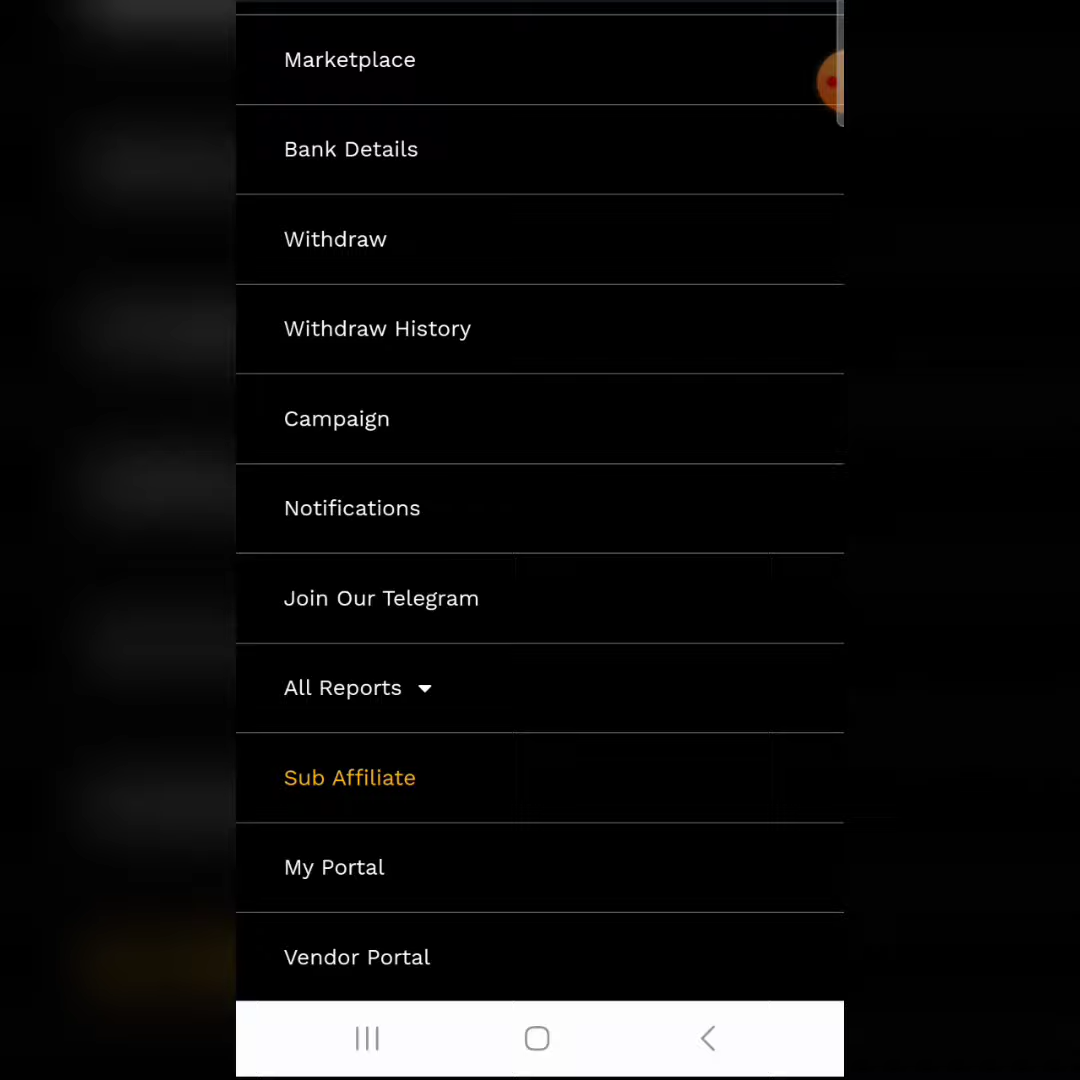 Marketplace
Bank Details
Withdraw
Withdraw History
Campaign
Notifications
Join Our Telegram
All Reports
Sub Affiliate
My Portal
Vendor Portal